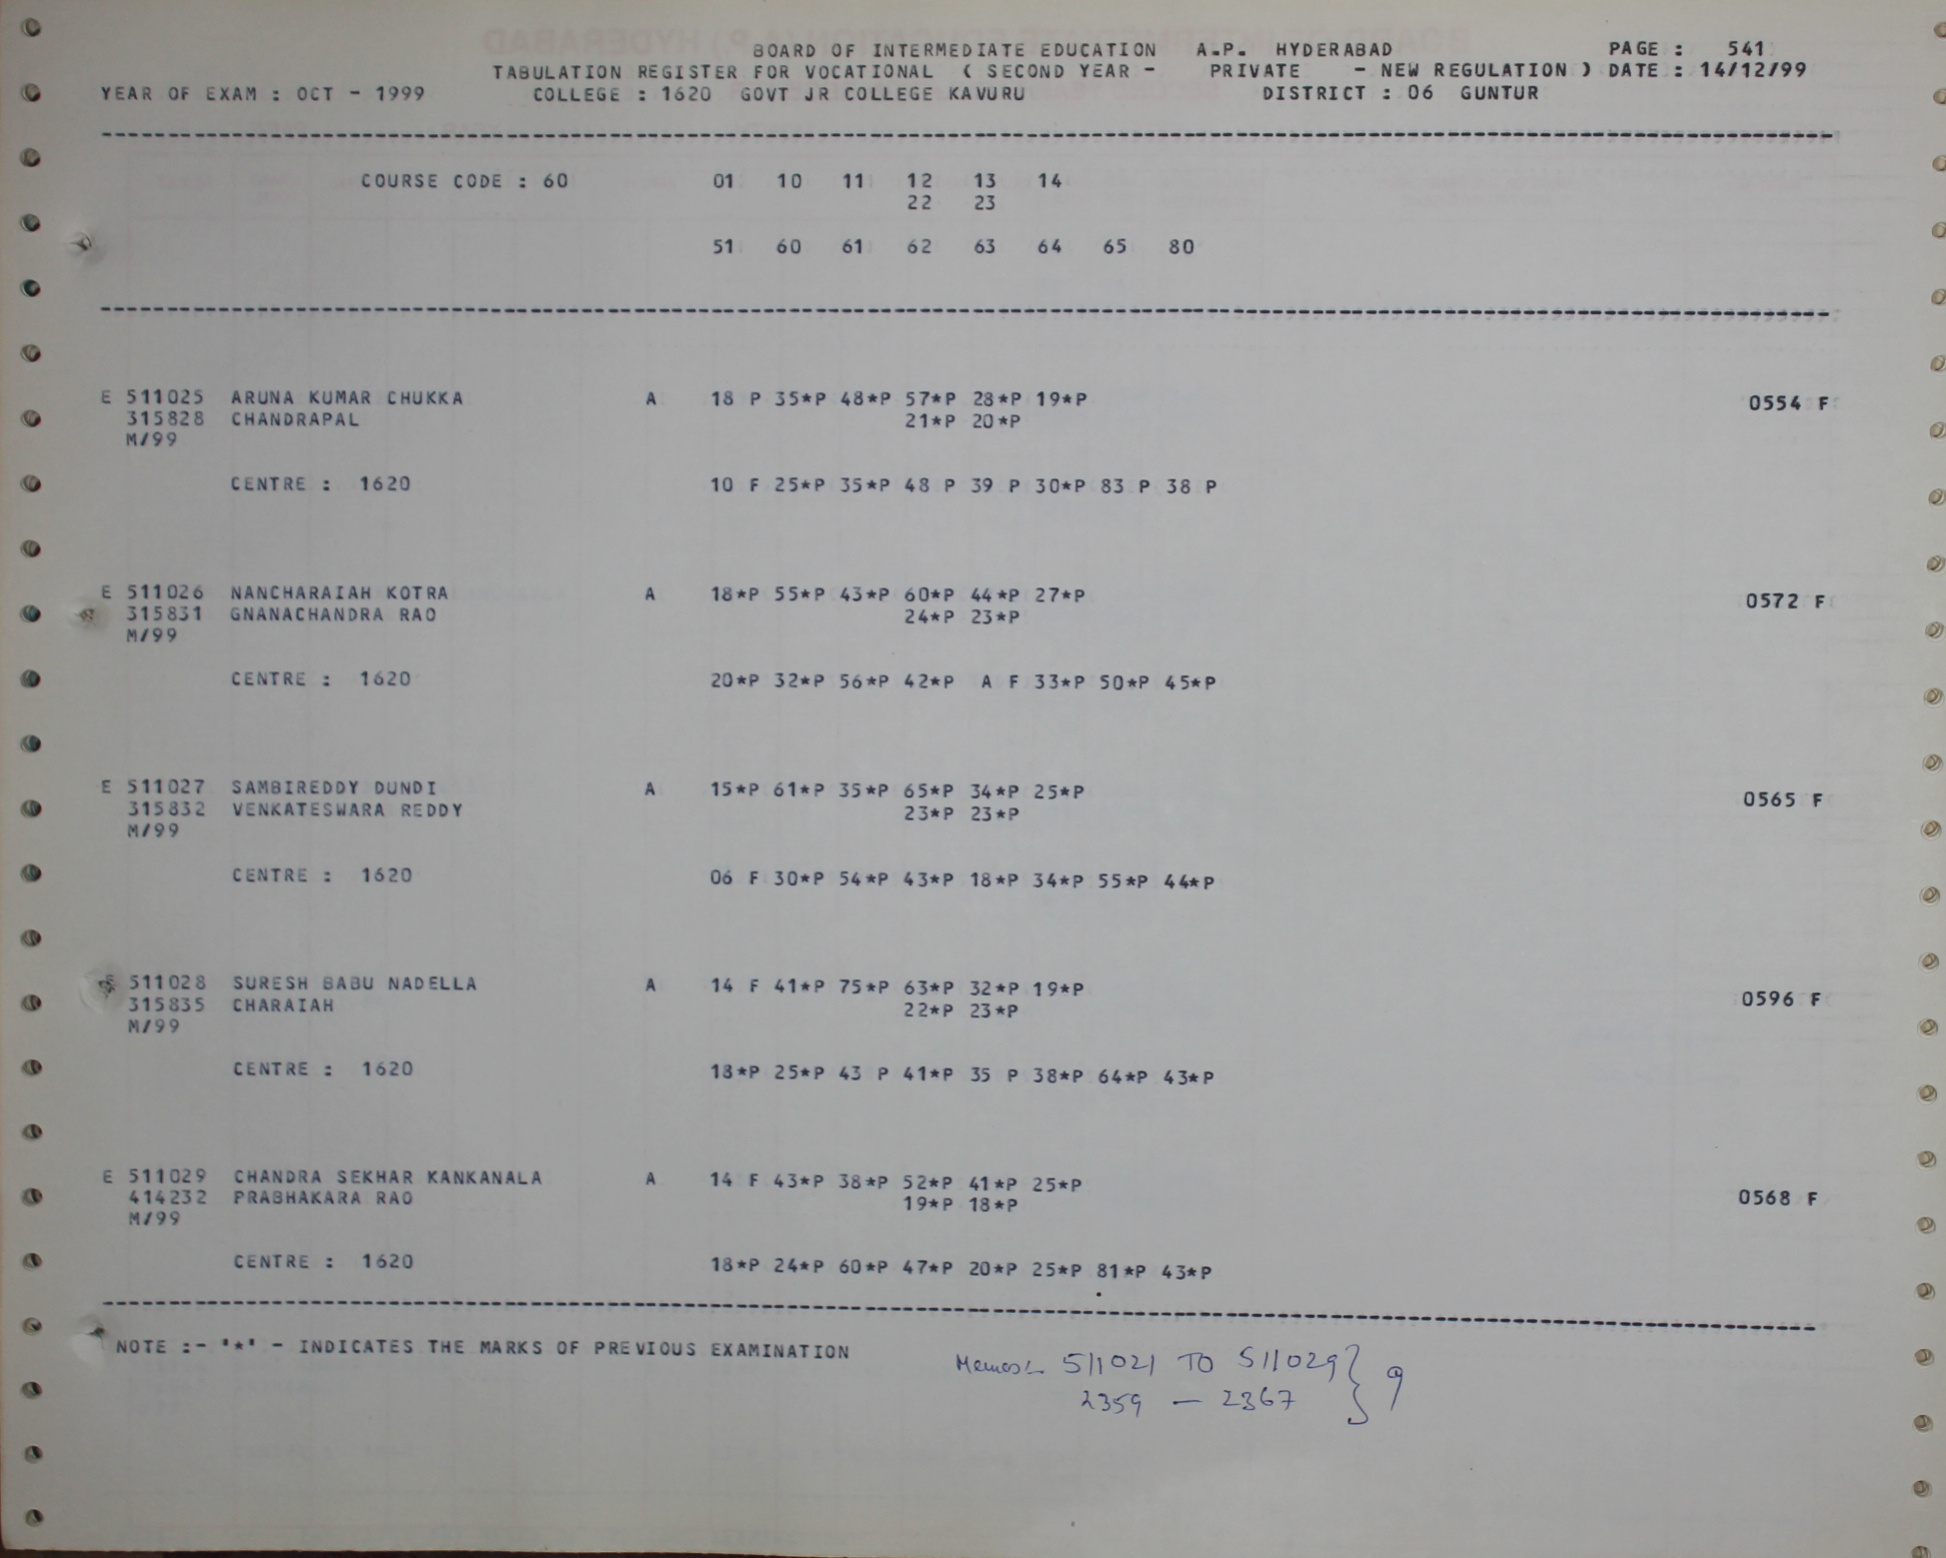 BOARD OF INTERMEDIATE EDUCATION A.P. HYDERABAD PAGE : 541
TABULATION REGISTER FOR VOCATIONAL ( SECOND YEAR - PRIVATE - NEW REGULATION ) DATE : 14/12/99
YEAR OF EXAM : OCT - 1999 COLLEGE : 1620 GOVT JR COLLEGE KAVURU DISTRICT : 06 GUNTUR
COURSE CODE : 60 01 10 11 12 13 14
22 23
51 60 61 62 63 64 65 80
E 511025 ARUNA KUMAR CHUKKA A 18 P 35*P 48*P 57*P 28*P 19*P 0554 F
315828 CHANDRAPAL 21*P 20*P
M/99
CENTRE : 1620 10 F 25*P 35*P 48 P 39 P 30*P 83 P 38 P
E 511026 NANCHARAIAH KOTRA A 18*P 55*P 43*P 60*P 44*P 27*P 0572 F
315831 GNANACHANDRA RAO 24*P 23*P
M/99
CENTRE : 1620 20*P 32*P 56*P 42*P A F 33*P 50*P 45*P
E 511027 SAMBIREDDY DUNDI A 15*P 61*P 35*P 65*P 34*P 25*P 0565 F
315832 VENKATESWARA REDDY 23*P 23*P
M/99
CENTRE : 1620 06 F 30*P 54*P 43*P 18*P 34*P 55*P 44*P
E 511028 SURESH BABU NADELLA A 14 F 41*P 75*P 63*P 32*P 19*P 0596 F
315835 CHARAIAH 22*P 23*P
M/99
CENTRE : 1620 18*P 25*P 43 P 41*P 35 P 38*P 64*P 43*P
E 511029 CHANDRA SEKHAR KANKANALA A 14 F 43*P 38*P 52*P 41*P 25*P 0568 F
414232 PRABHAKARA RAO 19*P 18*P
M/99
CENTRE : 1620 18*P 24*P 60*P 47*P 20*P 25*P 81*P 43*P
NOTE :- '*' - INDICATES THE MARKS OF PREVIOUS EXAMINATION
Memos:- 511021 TO 511029 } 9
2359 — 2367